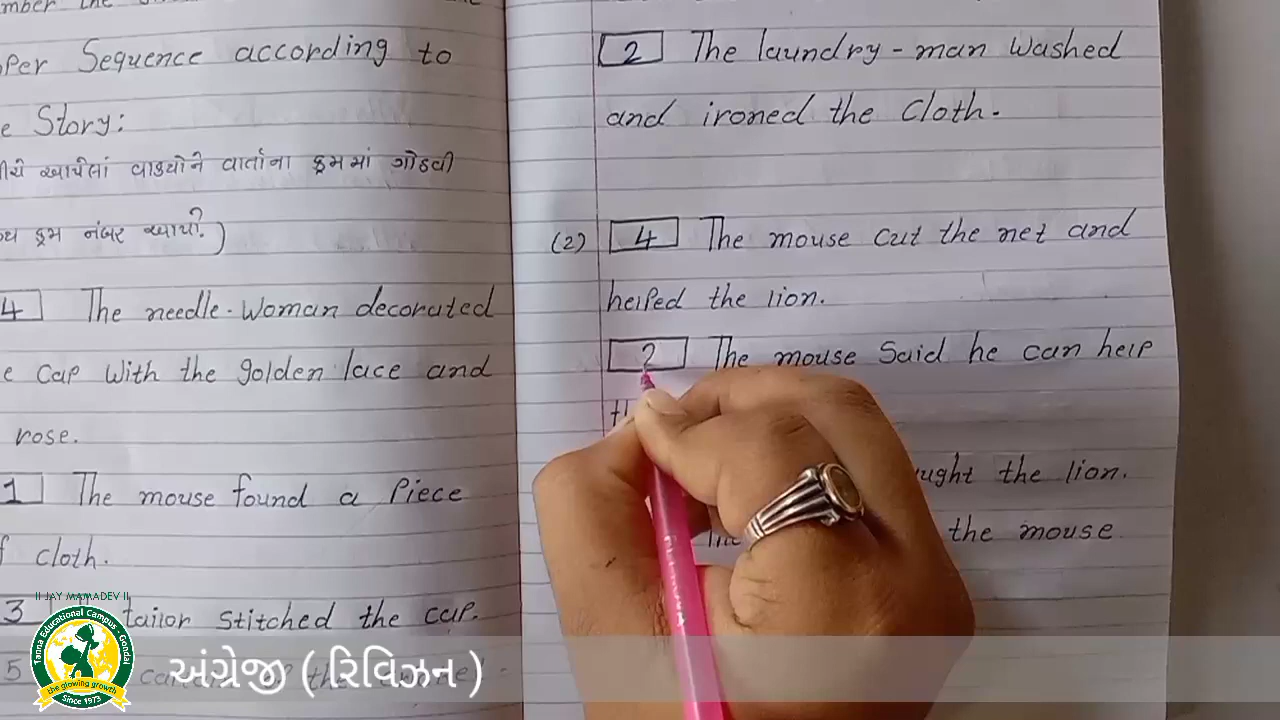 Per Sequence according to
e Story:
આપેલાં વાક્યોને વાર્તાના ક્રમમાં ગોઠવી
ક્રમ નંબર આપો.)
4 The needle-woman decorated
e cap with the golden lace and
rose.
1 The mouse found a Piece
f cloth.
3 tailor stitched the cap.
5
2 The laundry-man washed
and ironed the cloth.
(2) 4 The mouse cut the net and
helped the lion.
2 The mouse said he can help
ught the lion.
the mouse
|| JAY MAMADEV ||
Tanna Educational Campus - Gondal
the growing growth
Since 1973
અંગ્રેજી ( રિવિઝન )